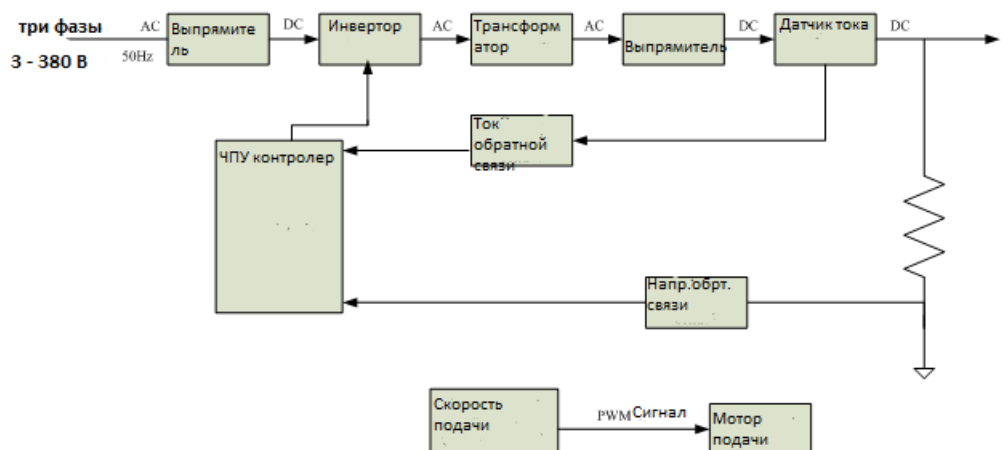 три фазы
3 - 380 В
AC
50Hz
Выпрямите
ль
DC
Инвертор
AC
Трансформ
атор
AC
Выпрямитель
DC
Датчик тока
DC
Ток
обратной
связи
ЧПУ контролер
Напр.обрт.
связи
Скорость
подачи
PWM Сигнал
Мотор
подачи